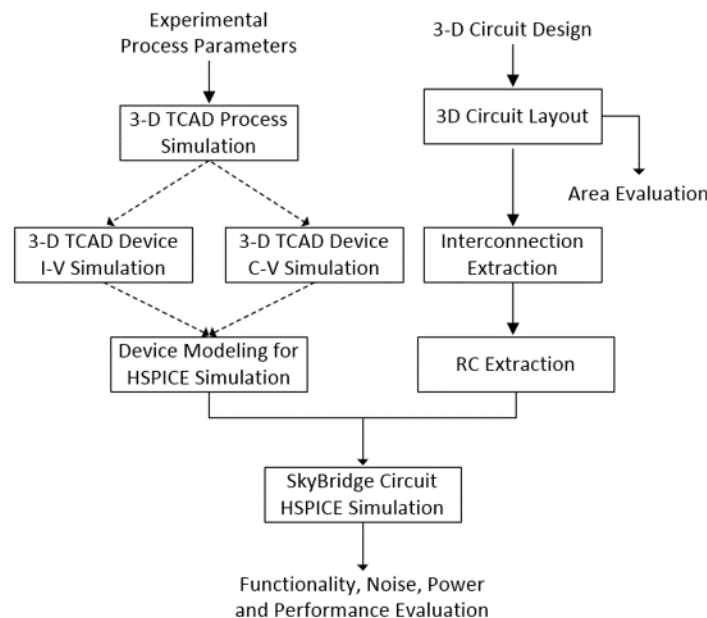 Experimental
Process Parameters
3-D Circuit Design
3-D TCAD Process
Simulation
3D Circuit Layout
Area Evaluation
3-D TCAD Device
I-V Simulation
3-D TCAD Device
C-V Simulation
Interconnection
Extraction
Device Modeling for
HSPICE Simulation
RC Extraction
SkyBridge Circuit
HSPICE Simulation
Functionality, Noise, Power
and Performance Evaluation